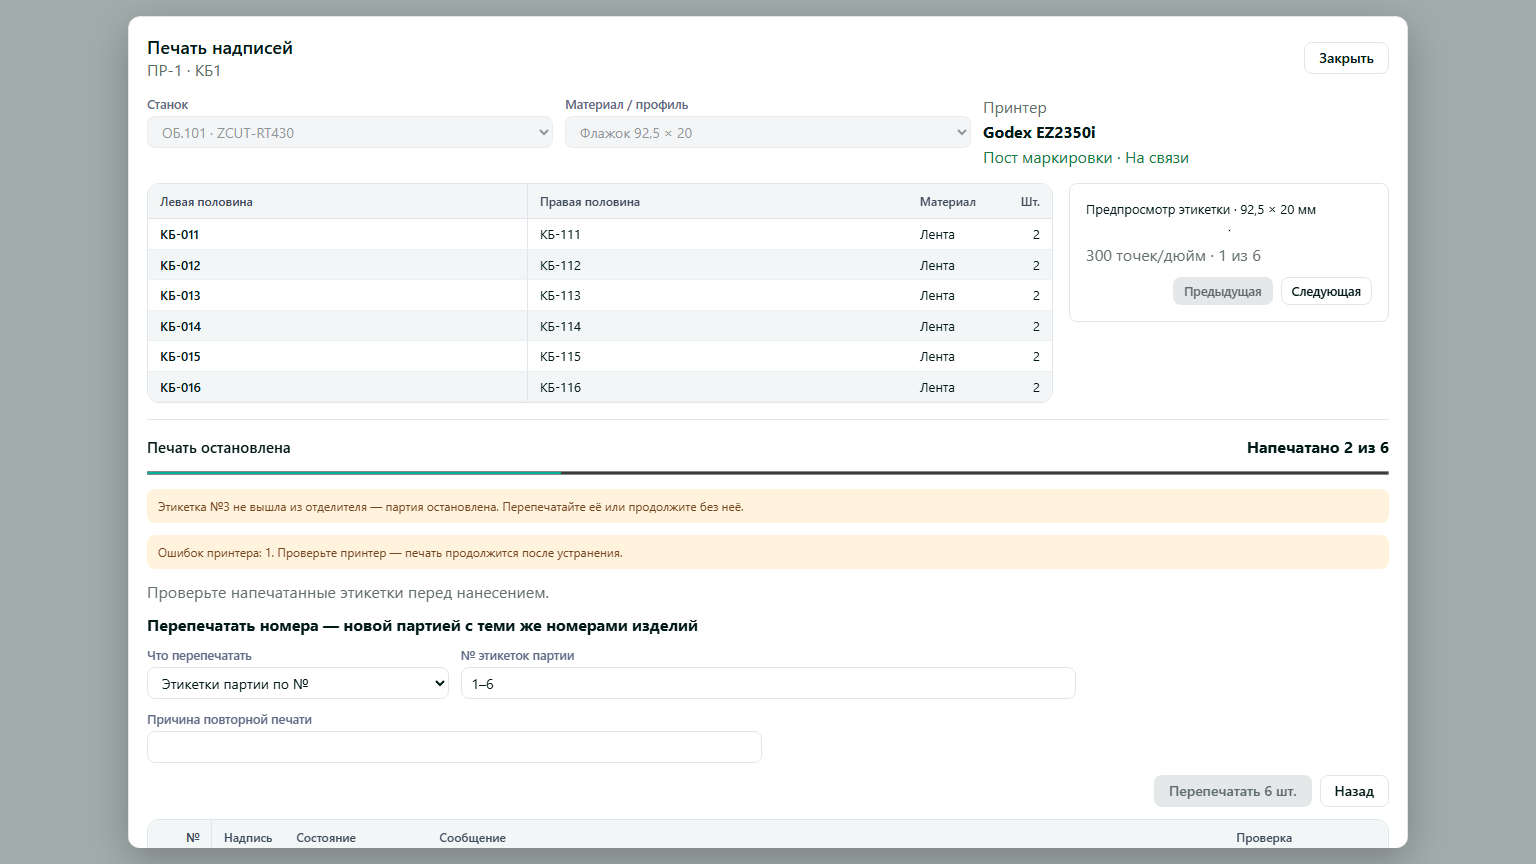 Печать надписей
ПР-1 · КБ1
Закрыть
Станок
ОБ.101 · ZCUT-RT430
Материал / профиль
Флажок 92,5 × 20
Принтер
Godex EZ2350i
Пост маркировки · На связи
Левая половина Правая половина Материал Шт.
КБ-011 КБ-111 Лента 2
КБ-012 КБ-112 Лента 2
КБ-013 КБ-113 Лента 2
КБ-014 КБ-114 Лента 2
КБ-015 КБ-115 Лента 2
КБ-016 КБ-116 Лента 2
Предпросмотр этикетки · 92,5 × 20 мм
·
300 точек/дюйм · 1 из 6
Предыдущая Следующая
Печать остановлена Напечатано 2 из 6
Этикетка №3 не вышла из отделителя — партия остановлена. Перепечатайте её или продолжите без неё.
Ошибок принтера: 1. Проверьте принтер — печать продолжится после устранения.
Проверьте напечатанные этикетки перед нанесением.
Перепечатать номера — новой партией с теми же номерами изделий
Что перепечатать
Этикетки партии по №
№ этикеток партии
1–6
Причина повторной печати
Перепечатать 6 шт. Назад
№ Надпись Состояние Сообщение Проверка